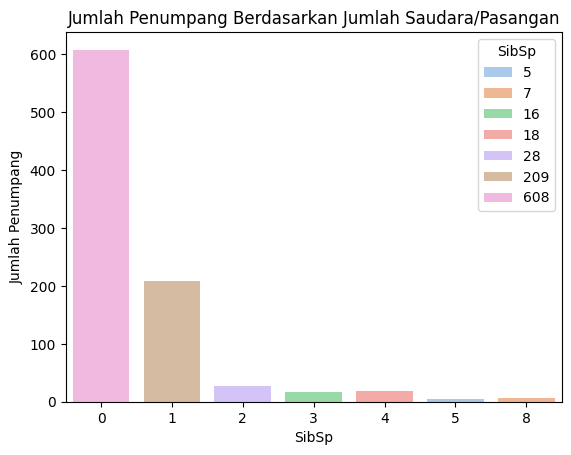 Jumlah Penumpang Berdasarkan Jumlah Saudara/Pasangan
SibSp
5
7
16
18
28
209
608
Jumlah Penumpang
600
500
400
300
200
100
0
0 1 2 3 4 5 8
SibSp